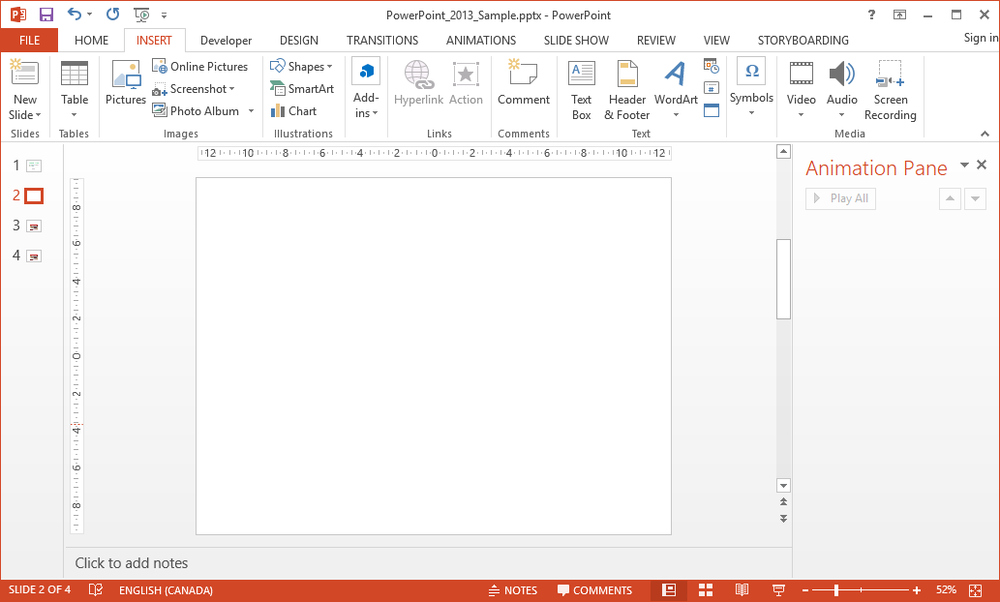 PowerPoint_2013_Sample.pptx - PowerPoint
?
FILE HOME INSERT Developer DESIGN TRANSITIONS ANIMATIONS SLIDE SHOW REVIEW VIEW STORYBOARDING Sign in
New Slide
Slides
Table
Tables
Pictures
Online Pictures
Screenshot
Photo Album
Images
Shapes
SmartArt
Chart
Illustrations
Add-ins
Hyperlink
Action
Links
Comment
Comments
Text Box
Header & Footer
WordArt
Text
Symbols
Video
Audio
Screen Recording
Media
1
2
3
4
12 10 8 6 4 2 0 2 4 6 8 10 12
8
6
4
2
0
2
4
6
8
Animation Pane
Play All
Click to add notes
SLIDE 2 OF 4 ENGLISH (CANADA) NOTES COMMENTS 52%